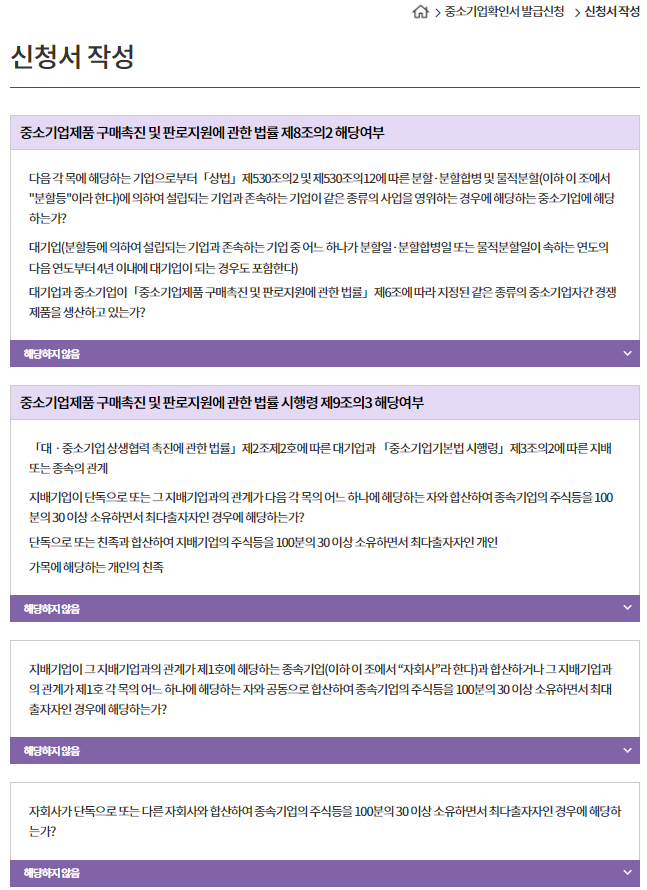 중소기업확인서 발급신청 > 신청서 작성
신청서 작성
중소기업제품 구매촉진 및 판로지원에 관한 법률 제8조의2 해당여부
다음 각 목에 해당하는 기업으로부터「상법」제530조의2 및 제530조의12에 따른 분할·분할합병 및 물적분할(이하 이 조에서
"분할등"이라 한다)에 의하여 설립되는 기업과 존속하는 기업이 같은 종류의 사업을 영위하는 경우에 해당하는 중소기업에 해당
하는가?
대기업(분할등에 의하여 설립되는 기업과 존속하는 기업 중 어느 하나가 분할일·분할합병일 또는 물적분할일이 속하는 연도의
다음 연도부터 4년 이내에 대기업이 되는 경우도 포함한다)
대기업과 중소기업이「중소기업제품 구매촉진 및 판로지원에 관한 법률」제6조에 따라 지정된 같은 종류의 중소기업자간 경쟁
제품을 생산하고 있는가?
해당하지 않음
중소기업제품 구매촉진 및 판로지원에 관한 법률 시행령 제9조의3 해당여부
「대ㆍ중소기업 상생협력 촉진에 관한 법률」제2조제2호에 따른 대기업과 「중소기업기본법 시행령」제3조의2에 따른 지배
또는 종속의 관계
지배기업이 단독으로 또는 그 지배기업과의 관계가 다음 각 목의 어느 하나에 해당하는 자와 합산하여 종속기업의 주식등을 100
분의 30 이상 소유하면서 최다출자자인 경우에 해당하는가?
단독으로 또는 친족과 합산하여 지배기업의 주식등을 100분의 30 이상 소유하면서 최다출자자인 개인
가목에 해당하는 개인의 친족
해당하지 않음
지배기업이 그 지배기업과의 관계가 제1호에 해당하는 종속기업(이하 이 조에서 “자회사”라 한다)과 합산하거나 그 지배기업과
의 관계가 제1호 각 목의 어느 하나에 해당하는 자와 공동으로 합산하여 종속기업의 주식등을 100분의 30 이상 소유하면서 최대
출자자인 경우에 해당하는가?
해당하지 않음
자회사가 단독으로 또는 다른 자회사와 합산하여 종속기업의 주식등을 100분의 30 이상 소유하면서 최다출자자인 경우에 해당하
는가?
해당하지 않음